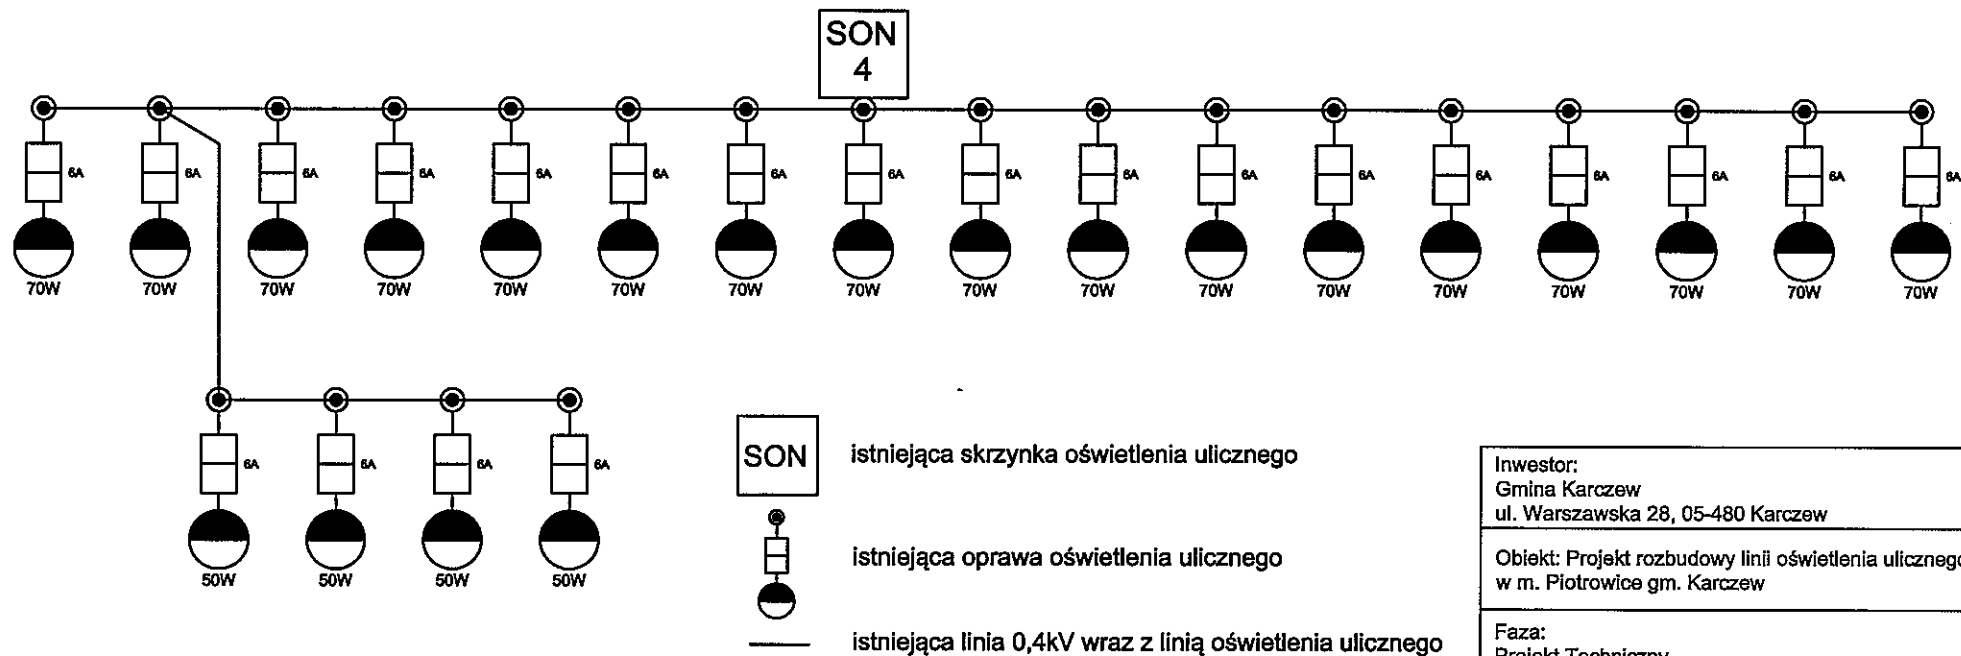 SON
4
6A 6A 6A 6A 6A 6A 6A 6A 6A 6A 6A 6A 6A 6A 6A 6A 6A
70W 70W 70W 70W 70W 70W 70W 70W 70W 70W 70W 70W 70W 70W 70W 70W 70W
6A 6A 6A 6A
50W 50W 50W 50W
SON istniejąca skrzynka oświetlenia ulicznego
istniejąca oprawa oświetlenia ulicznego
istniejąca linia 0,4kV wraz z linią oświetlenia ulicznego
Inwestor:
Gmina Karczew
ul. Warszawska 28, 05-480 Karczew
Obiekt: Projekt rozbudowy linii oświetlenia ulicznego
w m. Piotrowice gm. Karczew
Faza:
Projekt Techniczny